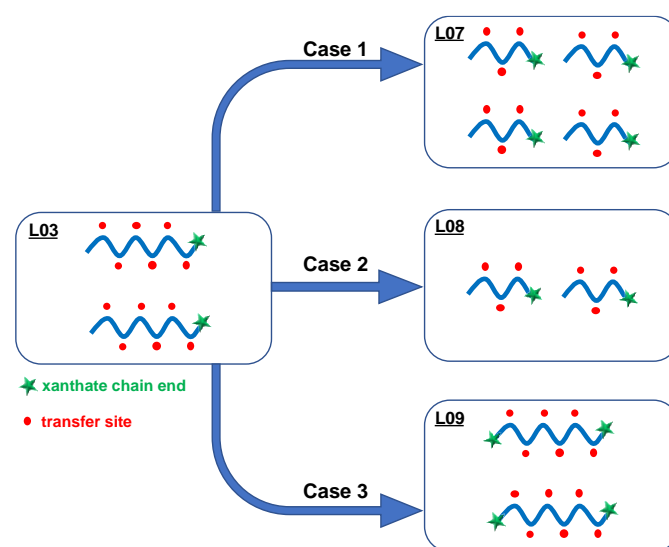 Case 1
L07
L03
Case 2
L08
xanthate chain end
transfer site
Case 3
L09